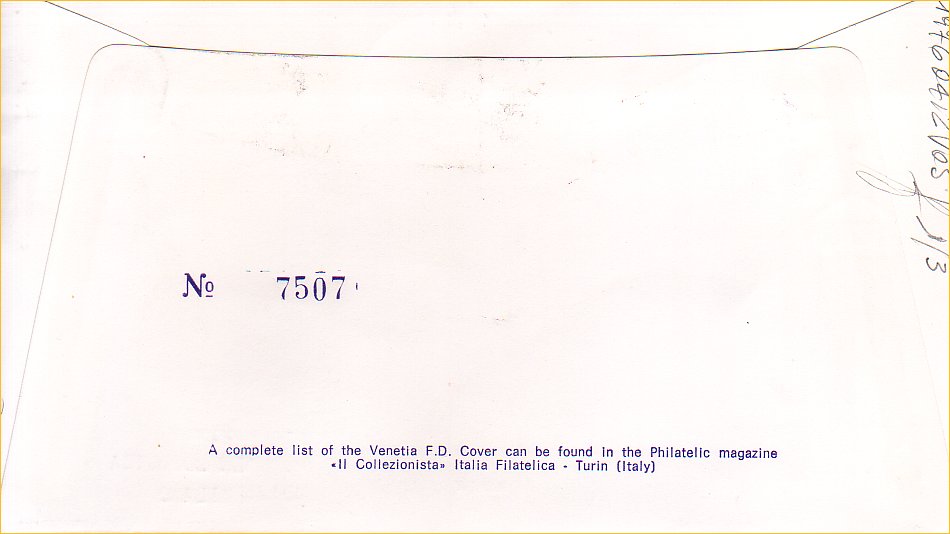 No 7507
A complete list of the Venetia F.D. Cover can be found in the Philatelic magazine
«Il Collezionista» Italia Filatelica - Turin (Italy)